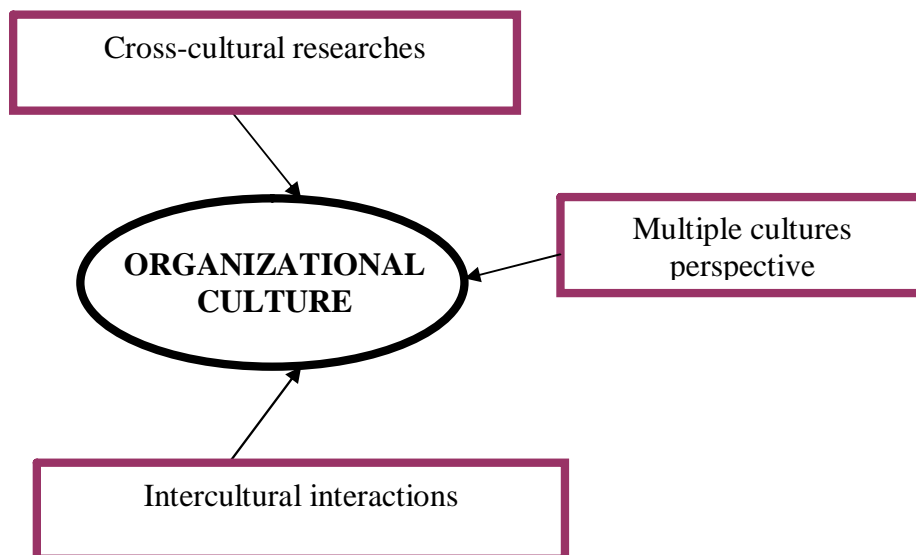 Cross-cultural researches
ORGANIZATIONAL
CULTURE
Multiple cultures
perspective
Intercultural interactions